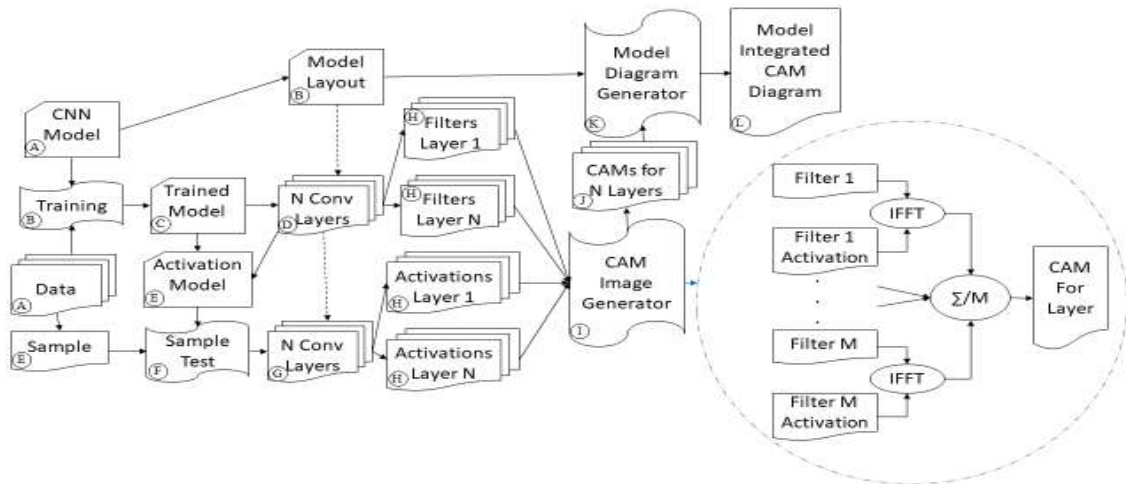 CNN
Model
A
Model
Layout
B
Training
B
Trained
Model
C
N Conv
Layers
D
Data
A
Activation
Model
E
Sample
E
Sample
Test
F
N Conv
Layers
G
H
Filters
Layer 1
H
Filters
Layer N
Activations
Layer 1
H
Activations
Layer N
H
CAM
Image
Generator
I
CAMs for
N Layers
J
Model
Diagram
Generator
K
Model
Integrated
CAM
Diagram
L
Filter 1
IFFT
Filter 1
Activation
.
.
.
Σ/M
CAM
For
Layer
Filter M
IFFT
Filter M
Activation